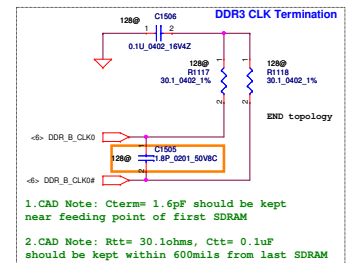 DDR3 CLK Termination
128@
C1506
1
2
0.1U_0402_16V4Z
128@
R1117
30.1_0402_1%
128@
R1118
30.1_0402_1%
1
1
2
2
END topology
<6> DDR_B_CLK0
128@
1
C1505
1.8P_0201_50V8C
2
<6> DDR_B_CLK0#
1.CAD Note: Cterm= 1.6pF should be kept
near feeding point of first SDRAM
2.CAD Note: Rtt= 30.1ohms, Ctt= 0.1uF
should be kept within 600mils from last SDRAM